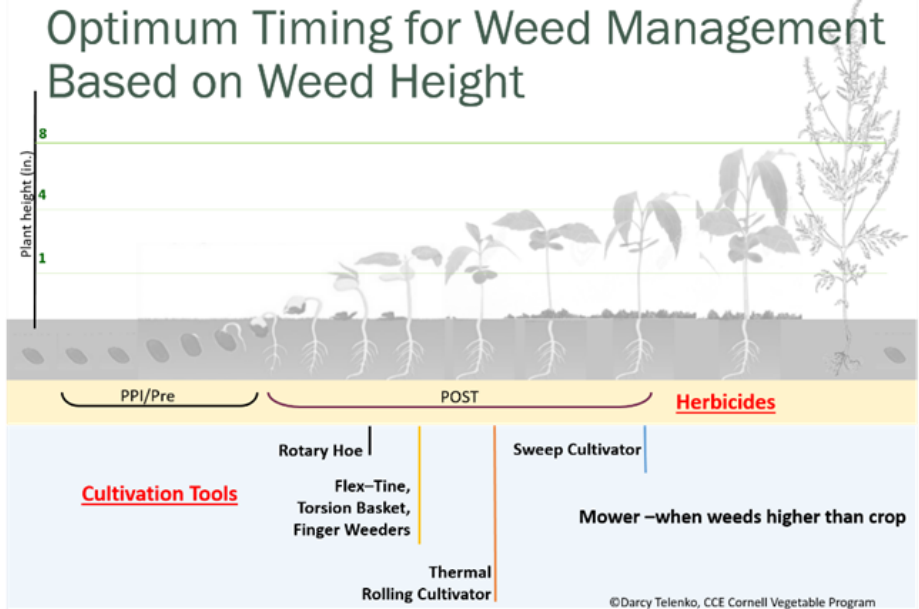 Optimum Timing for Weed Management
Based on Weed Height
Plant height (in.)
8
4
1
PPI/Pre
POST
Herbicides
Rotary Hoe
Sweep Cultivator
Cultivation Tools
Flex–Tine,
Torsion Basket,
Finger Weeders
Mower –when weeds higher than crop
Thermal
Rolling Cultivator
©Darcy Telenko, CCE Cornell Vegetable Program